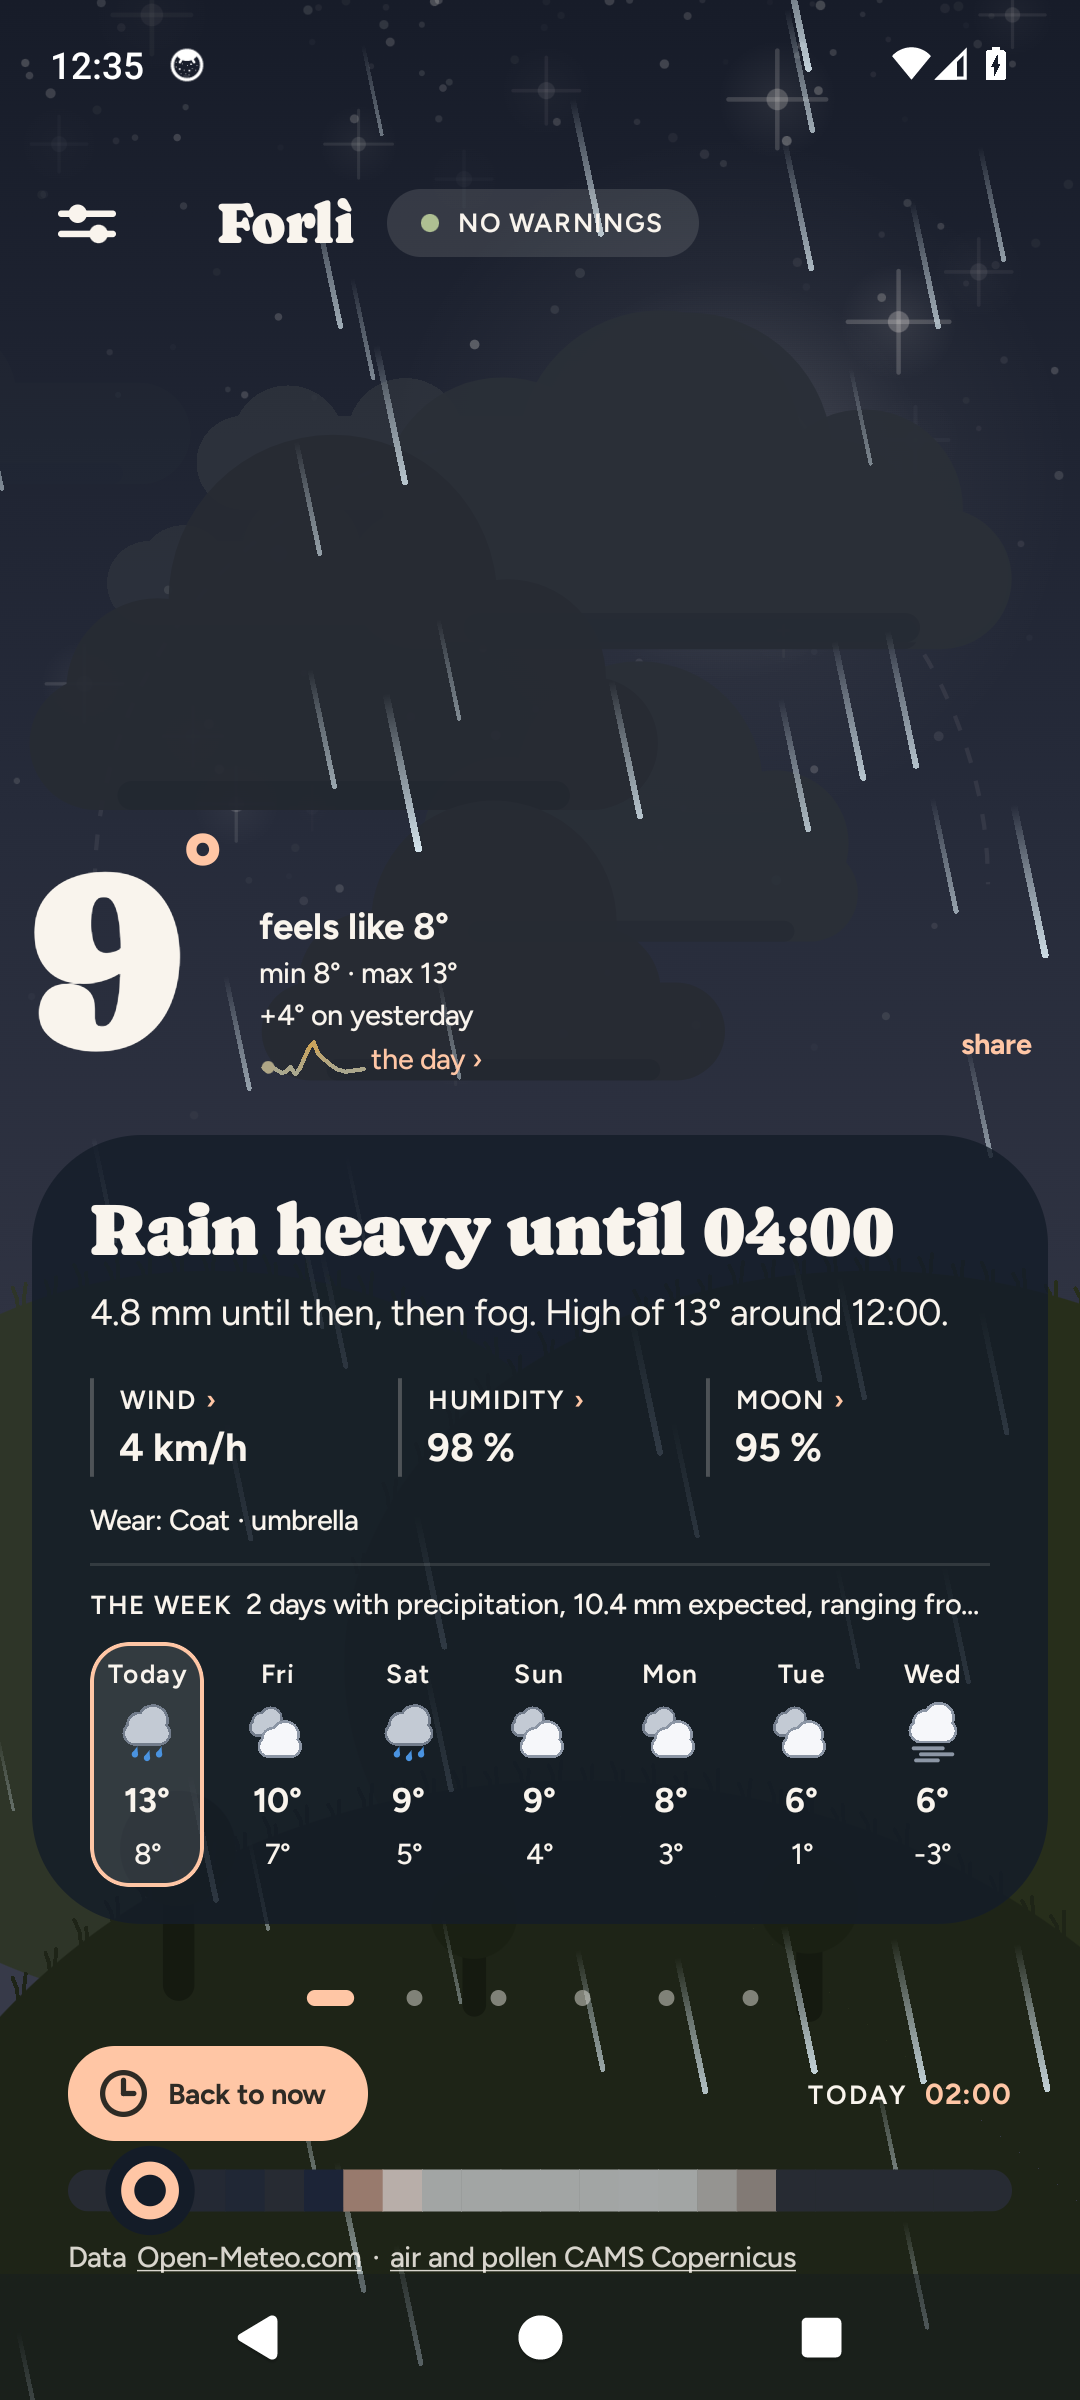 12:35
Forlì
NO WARNINGS
9°
feels like 8°
min 8° · max 13°
+4° on yesterday
the day ›
share
Rain heavy until 04:00
4.8 mm until then, then fog. High of 13° around 12:00.
WIND › HUMIDITY › MOON ›
4 km/h 98 % 95 %
Wear: Coat · umbrella
THE WEEK 2 days with precipitation, 10.4 mm expected, ranging fro...
Today Fri Sat Sun Mon Tue Wed
13° 10° 9° 9° 8° 6° 6°
8° 7° 5° 4° 3° 1° -3°
Back to now
TODAY 02:00
Data Open-Meteo.com · air and pollen CAMS Copernicus